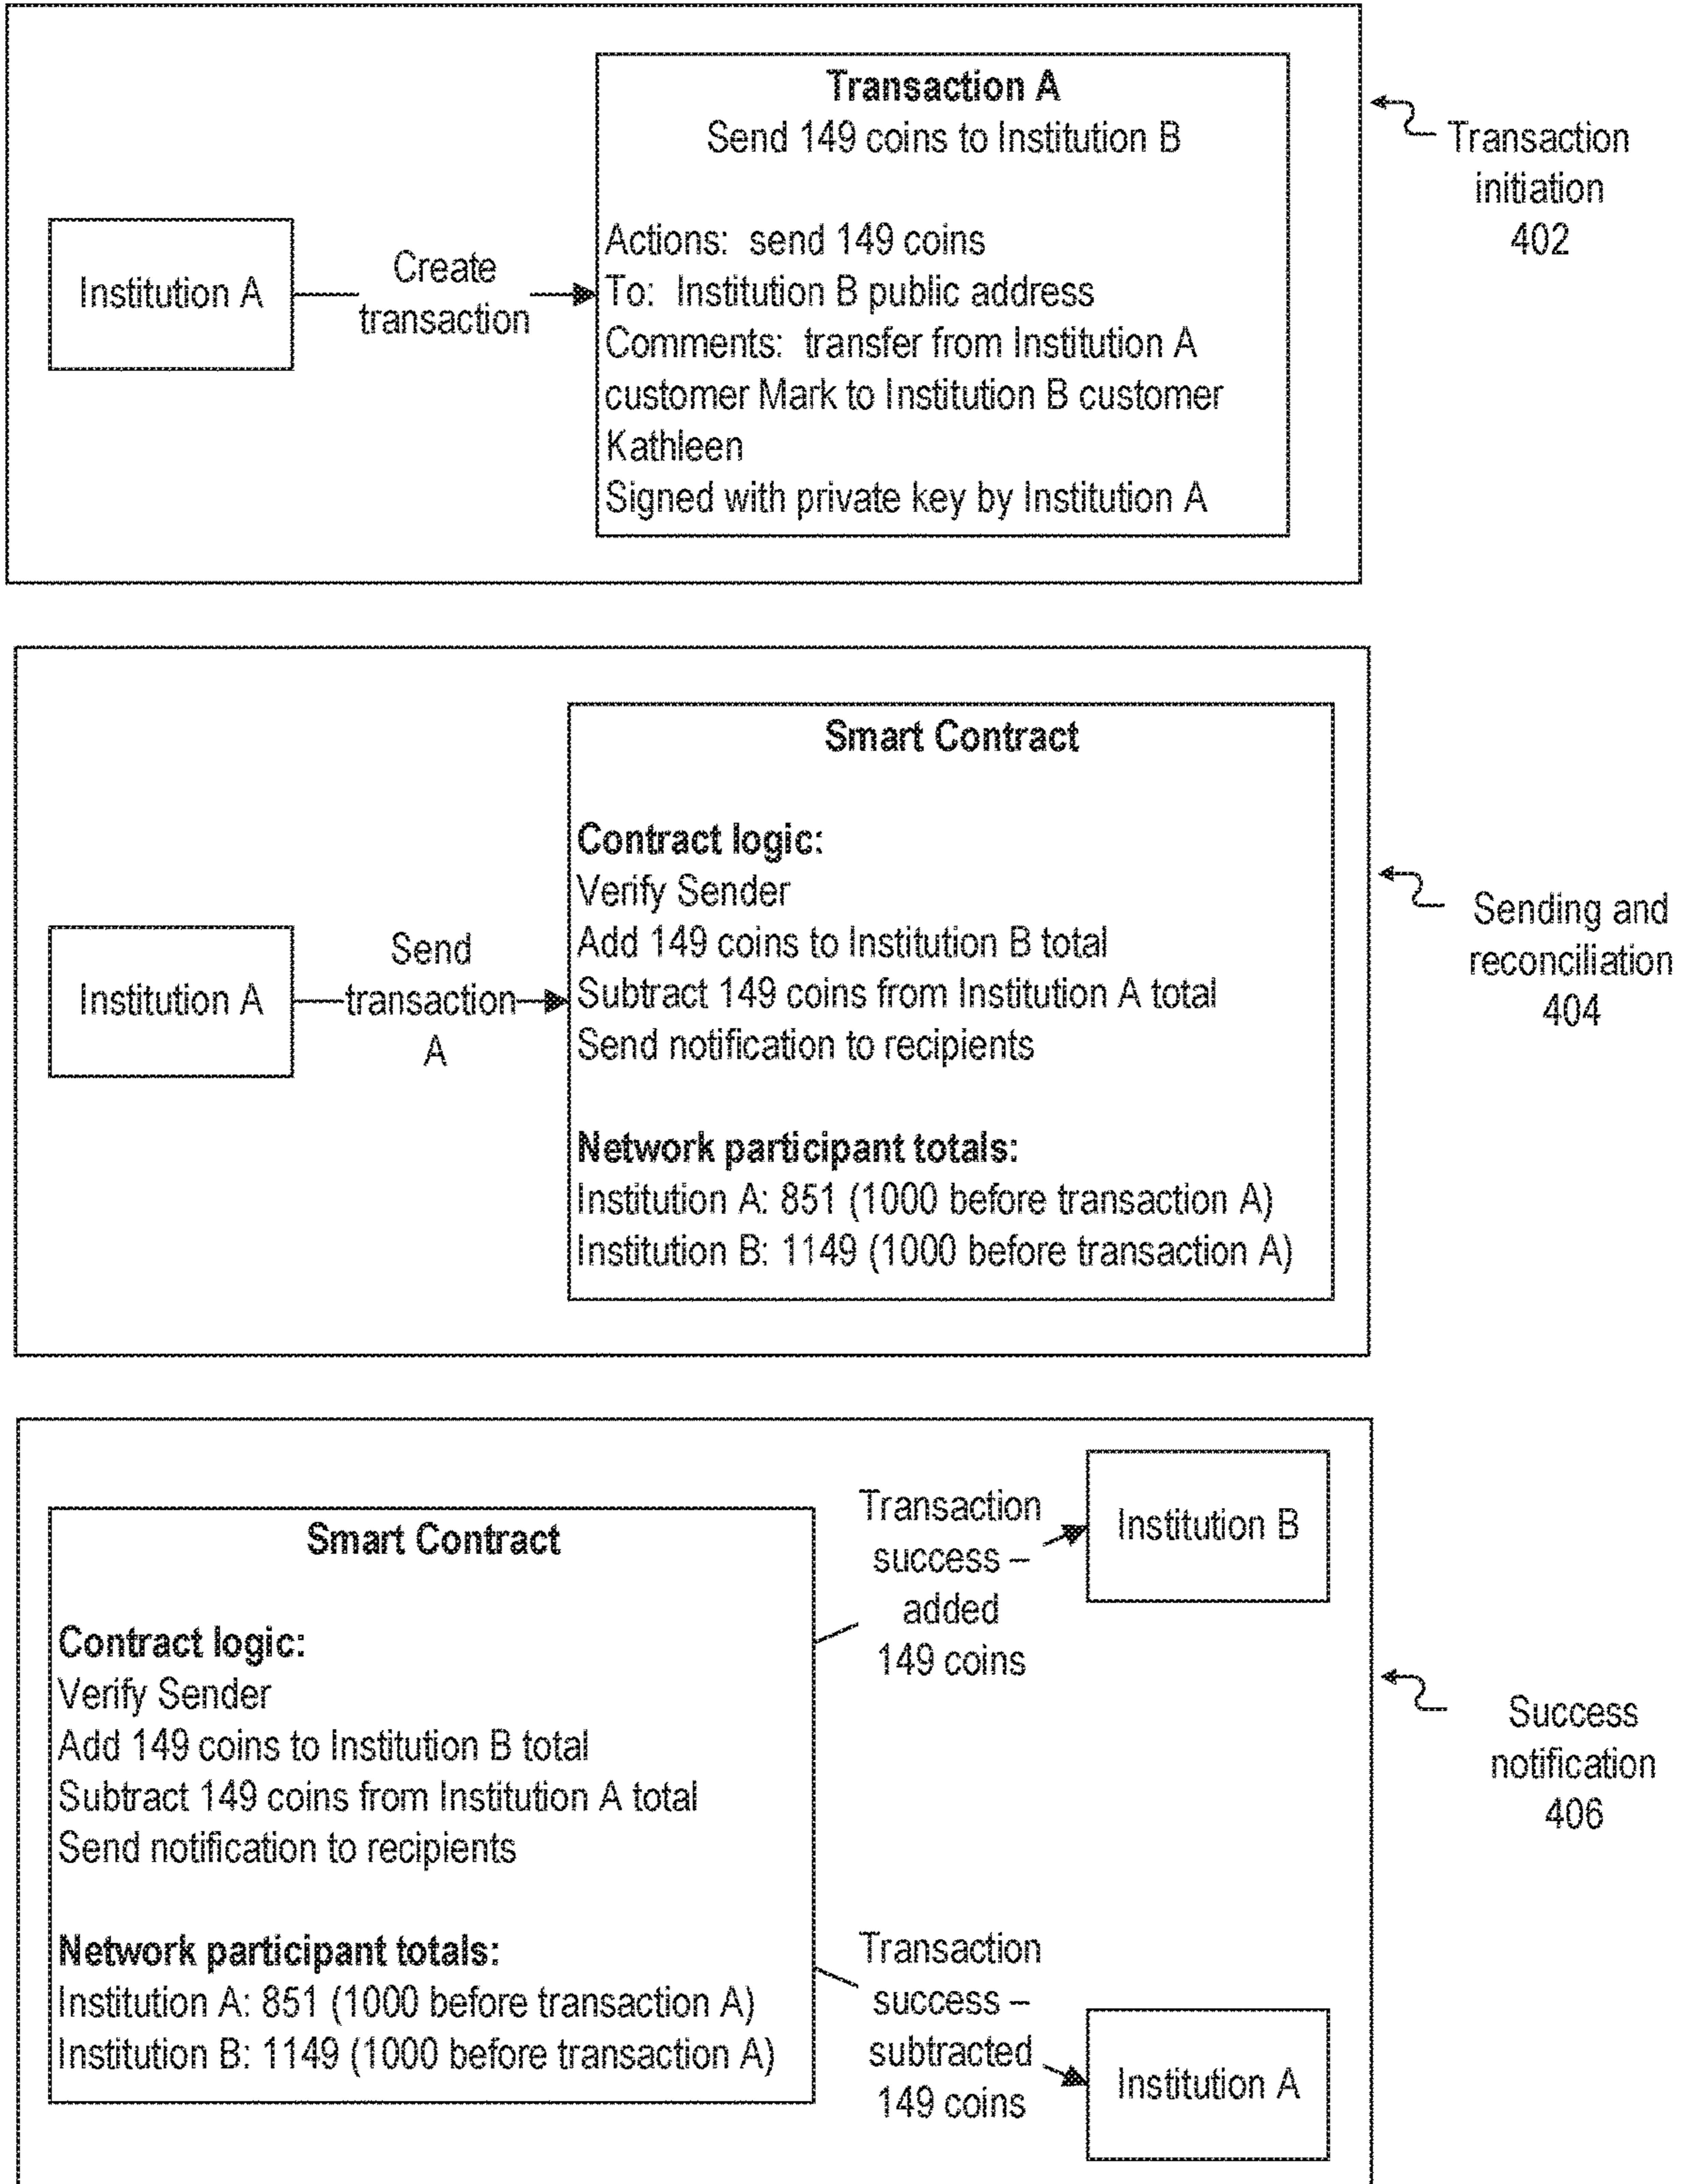 Transaction A
Send 149 coins to Institution B
Actions: send 149 coins
To: Institution B public address
Comments: transfer from Institution A
customer Mark to Institution B customer
Kathleen
Signed with private key by Institution A
Institution A
Create
transaction
Transaction
initiation
402
Smart Contract
Contract logic:
Verify Sender
Add 149 coins to Institution B total
Subtract 149 coins from Institution A total
Send notification to recipients
Network participant totals:
Institution A: 851 (1000 before transaction A)
Institution B: 1149 (1000 before transaction A)
Institution A
Send
transaction
A
Sending and
reconciliation
404
Smart Contract
Contract logic:
Verify Sender
Add 149 coins to Institution B total
Subtract 149 coins from Institution A total
Send notification to recipients
Network participant totals:
Institution A: 851 (1000 before transaction A)
Institution B: 1149 (1000 before transaction A)
Transaction
success –
added
149 coins
Institution B
Transaction
success –
subtracted
149 coins
Institution A
Success
notification
406